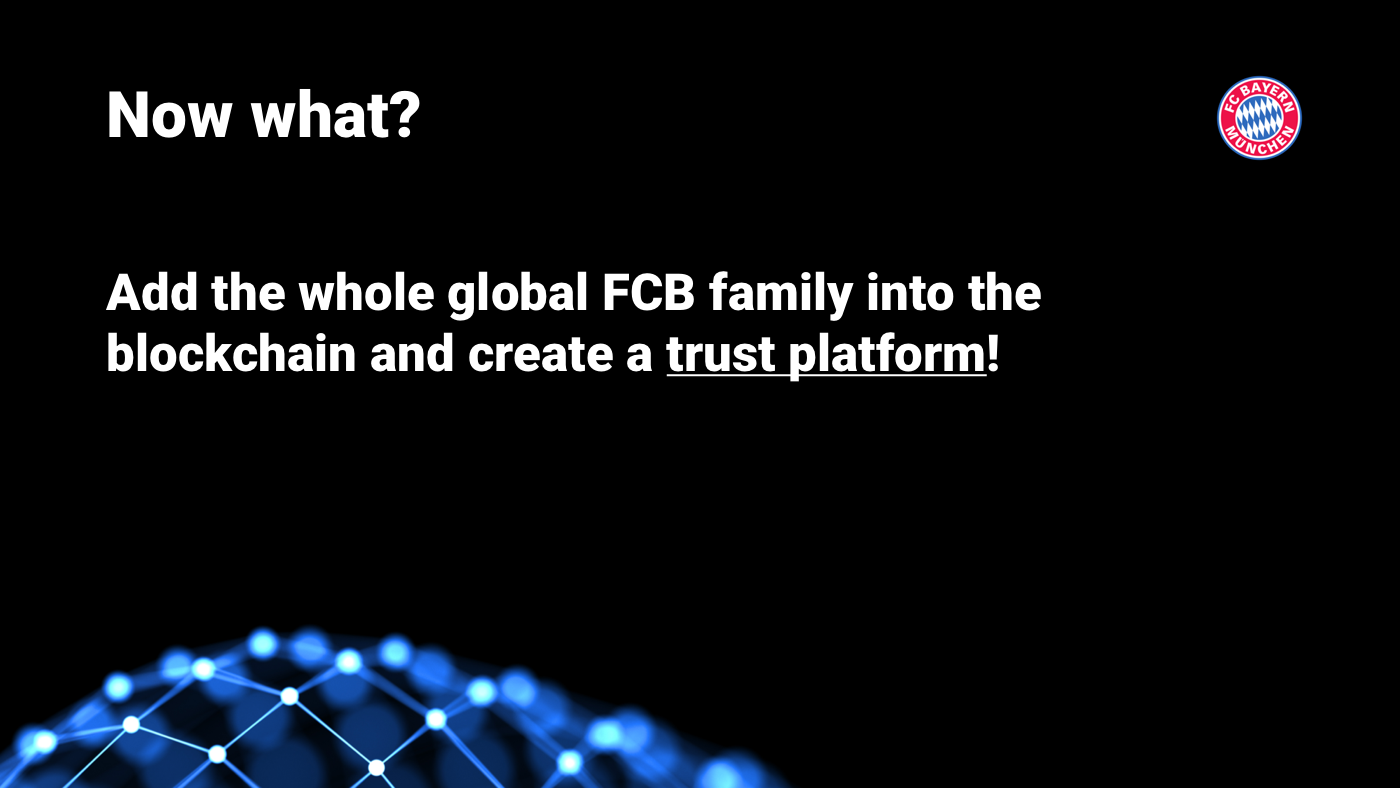 Now what?
FC BAYERN
MÜNCHEN
Add the whole global FCB family into the
blockchain and create a trust platform!